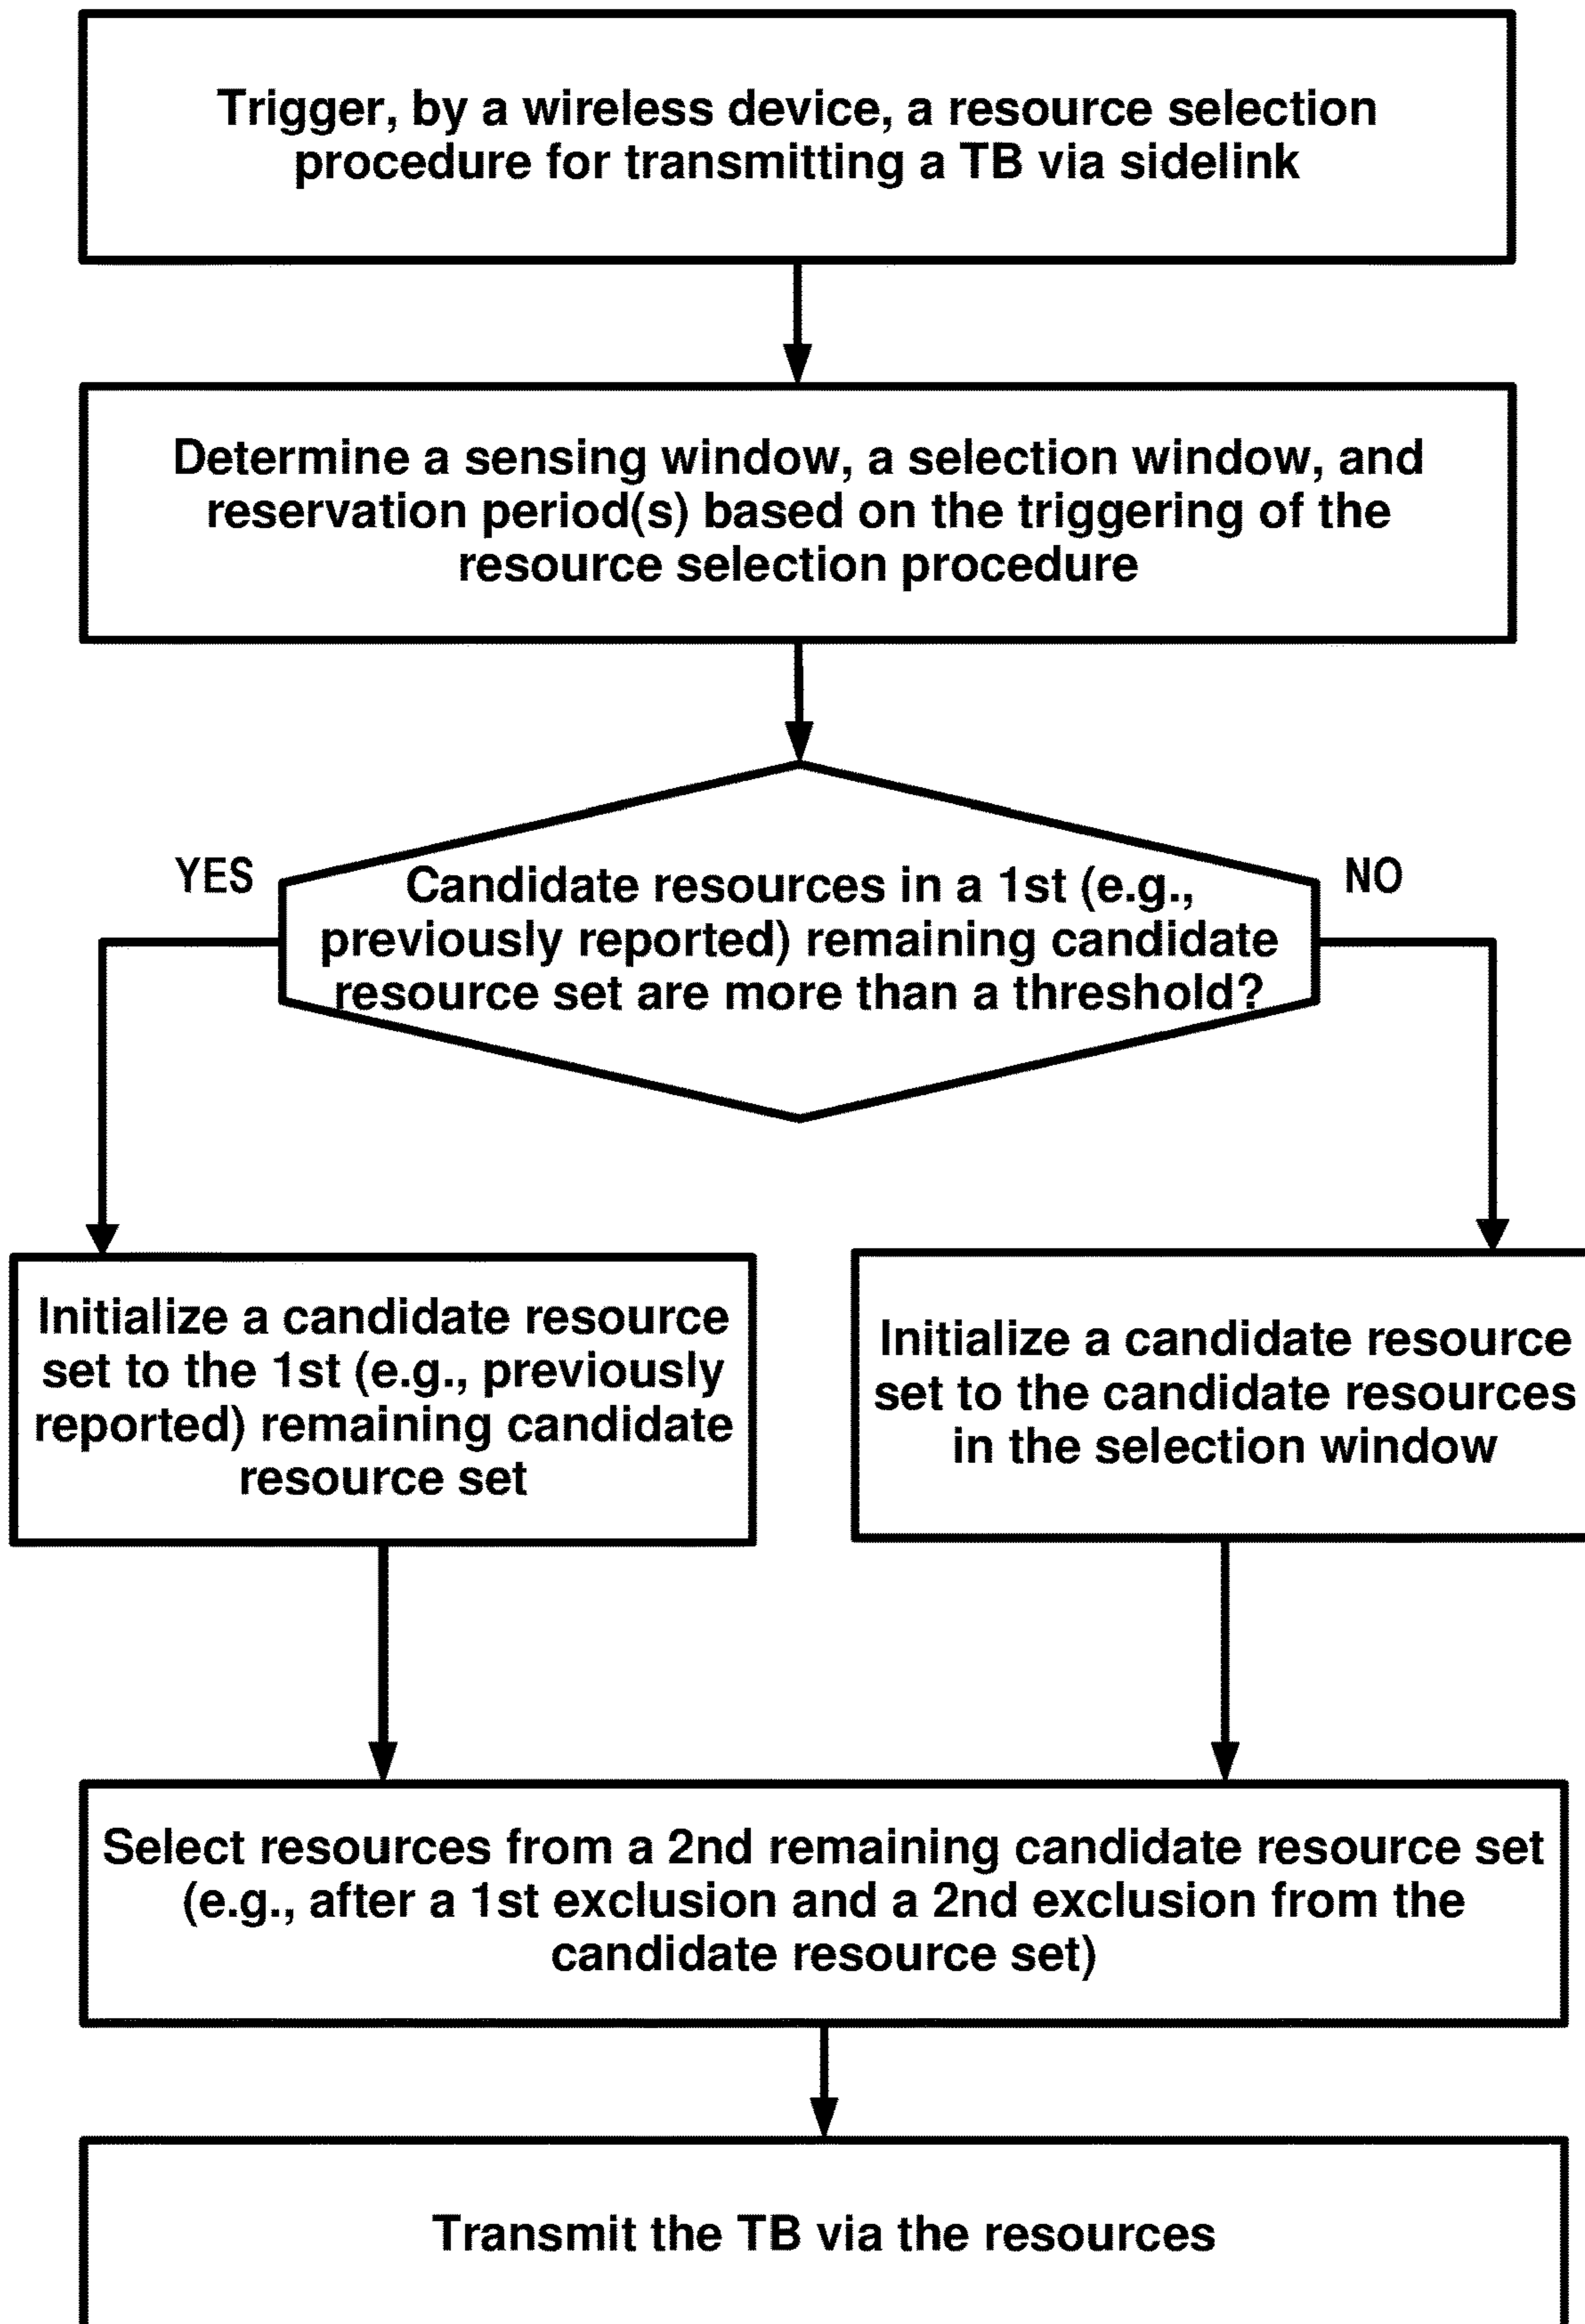 Trigger, by a wireless device, a resource selection
procedure for transmitting a TB via sidelink
Determine a sensing window, a selection window, and
reservation period(s) based on the triggering of the
resource selection procedure
YES
Candidate resources in a 1st (e.g.,
previously reported) remaining candidate
resource set are more than a threshold?
NO
Initialize a candidate resource
set to the 1st (e.g., previously
reported) remaining candidate
resource set
Initialize a candidate resource
set to the candidate resources
in the selection window
Select resources from a 2nd remaining candidate resource set
(e.g., after a 1st exclusion and a 2nd exclusion from the
candidate resource set)
Transmit the TB via the resources